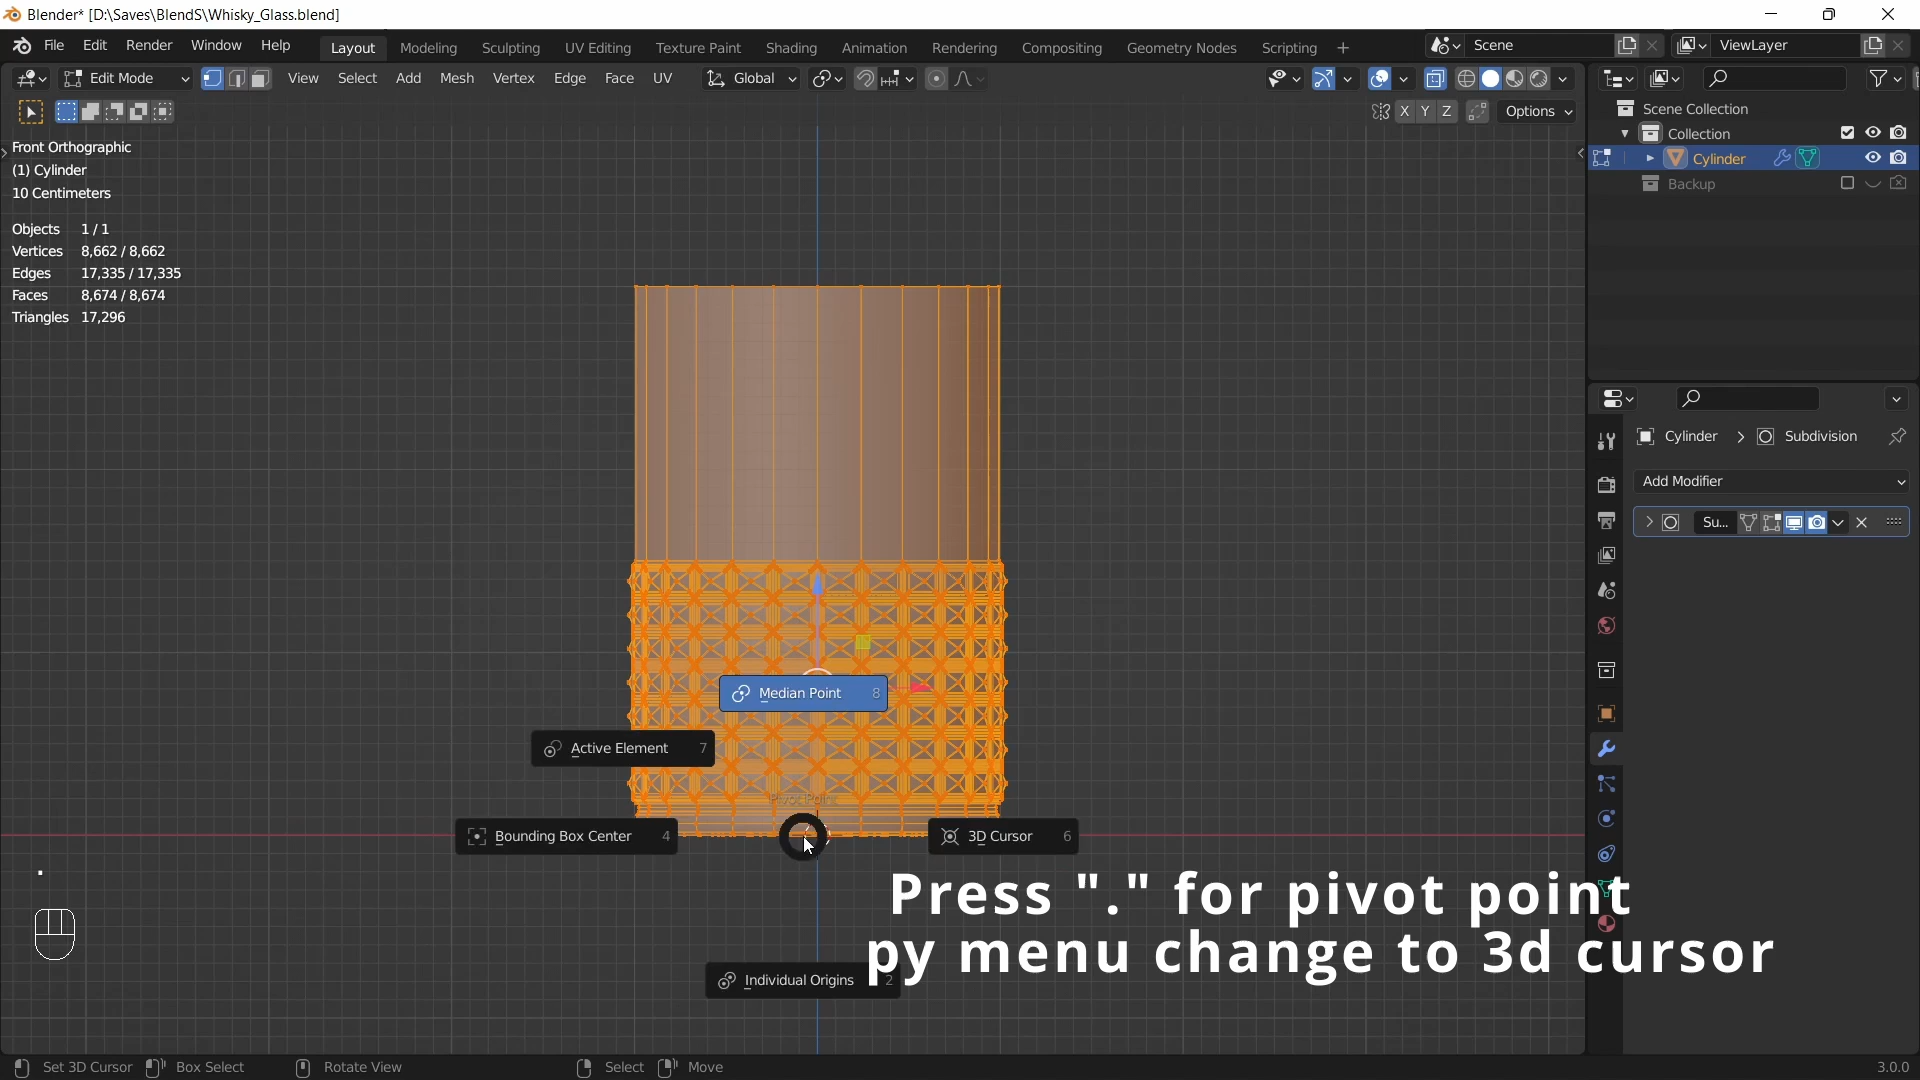 Blender* [D:\Saves\BlendS\Whisky_Glass.blend]
File Edit Render Window Help Layout Modeling Sculpting UV Editing Texture Paint Shading Animation Rendering Compositing Geometry Nodes Scripting + Scene ViewLayer
Edit Mode View Select Add Mesh Vertex Edge Face UV Global
X Y Z Options
Scene Collection
Collection
Cylinder
Backup
Front Orthographic
(1) Cylinder
10 Centimeters
Objects 1 / 1
Vertices 8,662 / 8,662
Edges 17,335 / 17,335
Faces 8,674 / 8,674
Triangles 17,296
Cylinder > Subdivision
Add Modifier
Su...
Median Point 8
Active Element 7
Pivot Point
Bounding Box Center 4
3D Cursor 6
Individual Origins 2
.
Press "." for pivot point
py menu change to 3d cursor
Set 3D Cursor Box Select Rotate View Select Move 3.0.0